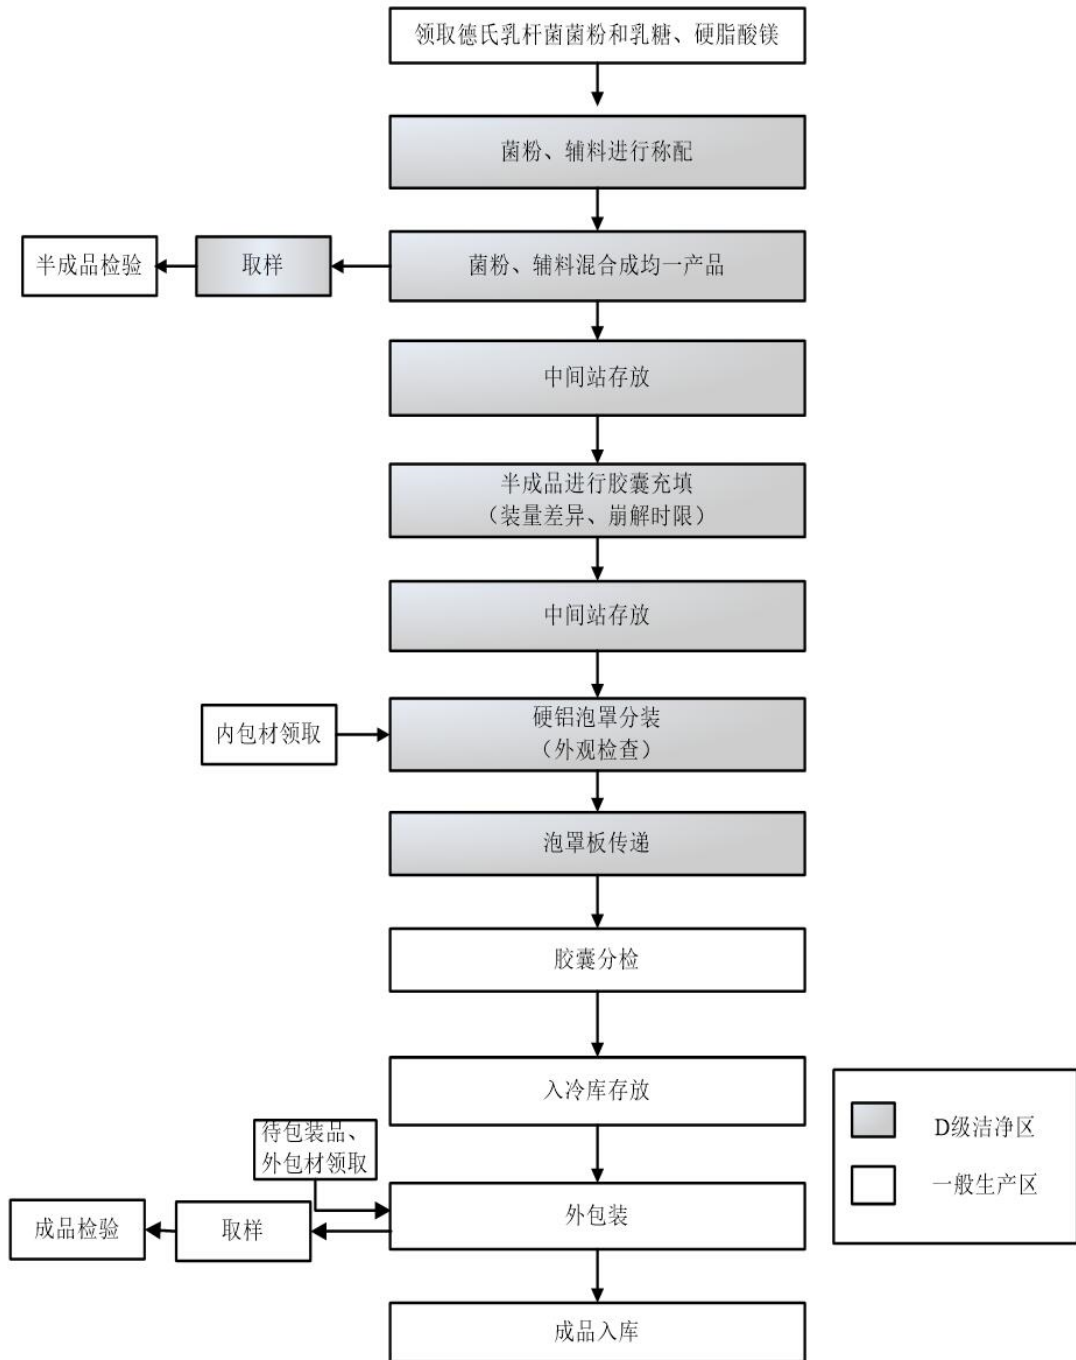 领取德氏乳杆菌菌粉和乳糖、硬脂酸镁
菌粉、辅料进行称配
半成品检验
取样
菌粉、辅料混合成均一产品
中间站存放
半成品进行胶囊充填
（装量差异、崩解时限）
中间站存放
内包材领取
硬铝泡罩分装
（外观检查）
泡罩板传递
胶囊分检
入冷库存放
待包装品、
外包材领取
外包装
成品检验
取样
成品入库
D级洁净区
一般生产区